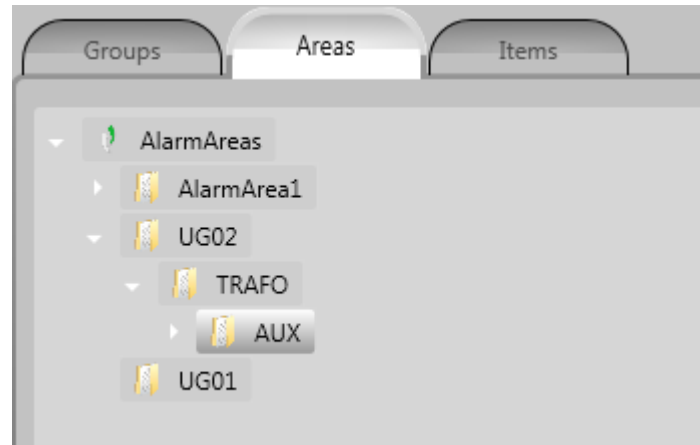 Groups Areas Items
AlarmAreas
AlarmArea1
UG02
TRAFO
AUX
UG01